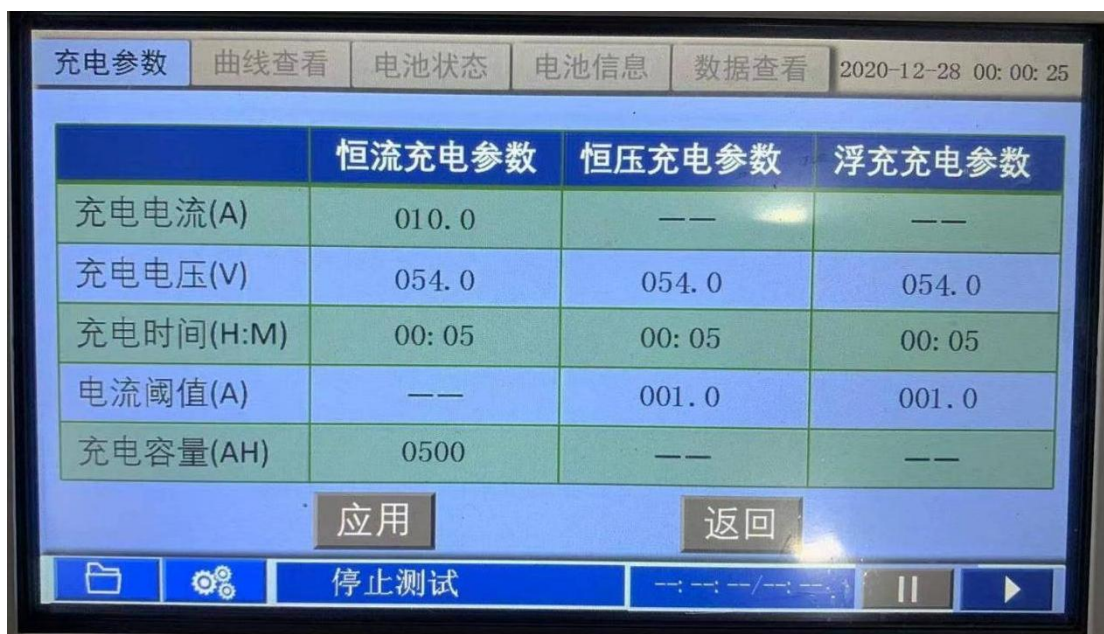 充电参数 曲线查看 电池状态 电池信息 数据查看 2020-12-28 00:00:25
恒流充电参数 恒压充电参数 浮充充电参数
充电电流(A) 010.0 —— ——
充电电压(V) 054.0 054.0 054.0
充电时间(H:M) 00:05 00:05 00:05
电流阈值(A) —— 001.0 001.0
充电容量(AH) 0500 —— ——
应用 返回
停止测试 --:--:--/--:--